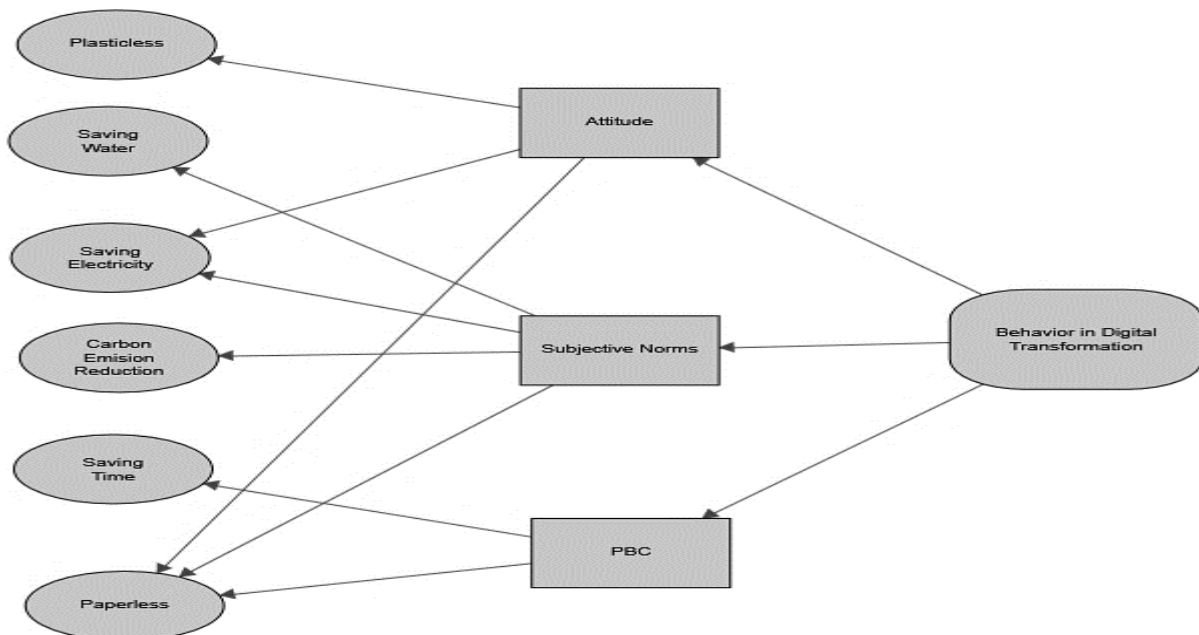 Plasticless
Saving
Water
Saving
Electricity
Carbon
Emision
Reduction
Saving
Time
Paperless
Attitude
Subjective Norms
PBC
Behavior in Digital
Transformation